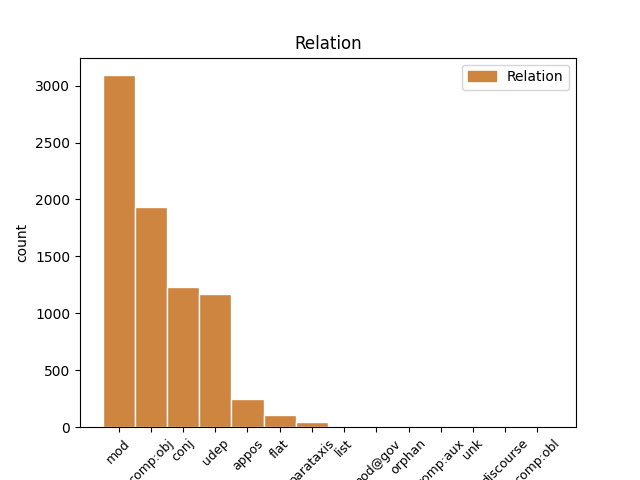 Relation
Relation
count
3000
2500
2000
1500
1000
500
0
mod
comp:obj
conj
udep
appos
flat
parataxis
list
mod@gov
orphan
comp:aux
unk
discourse
comp:obl